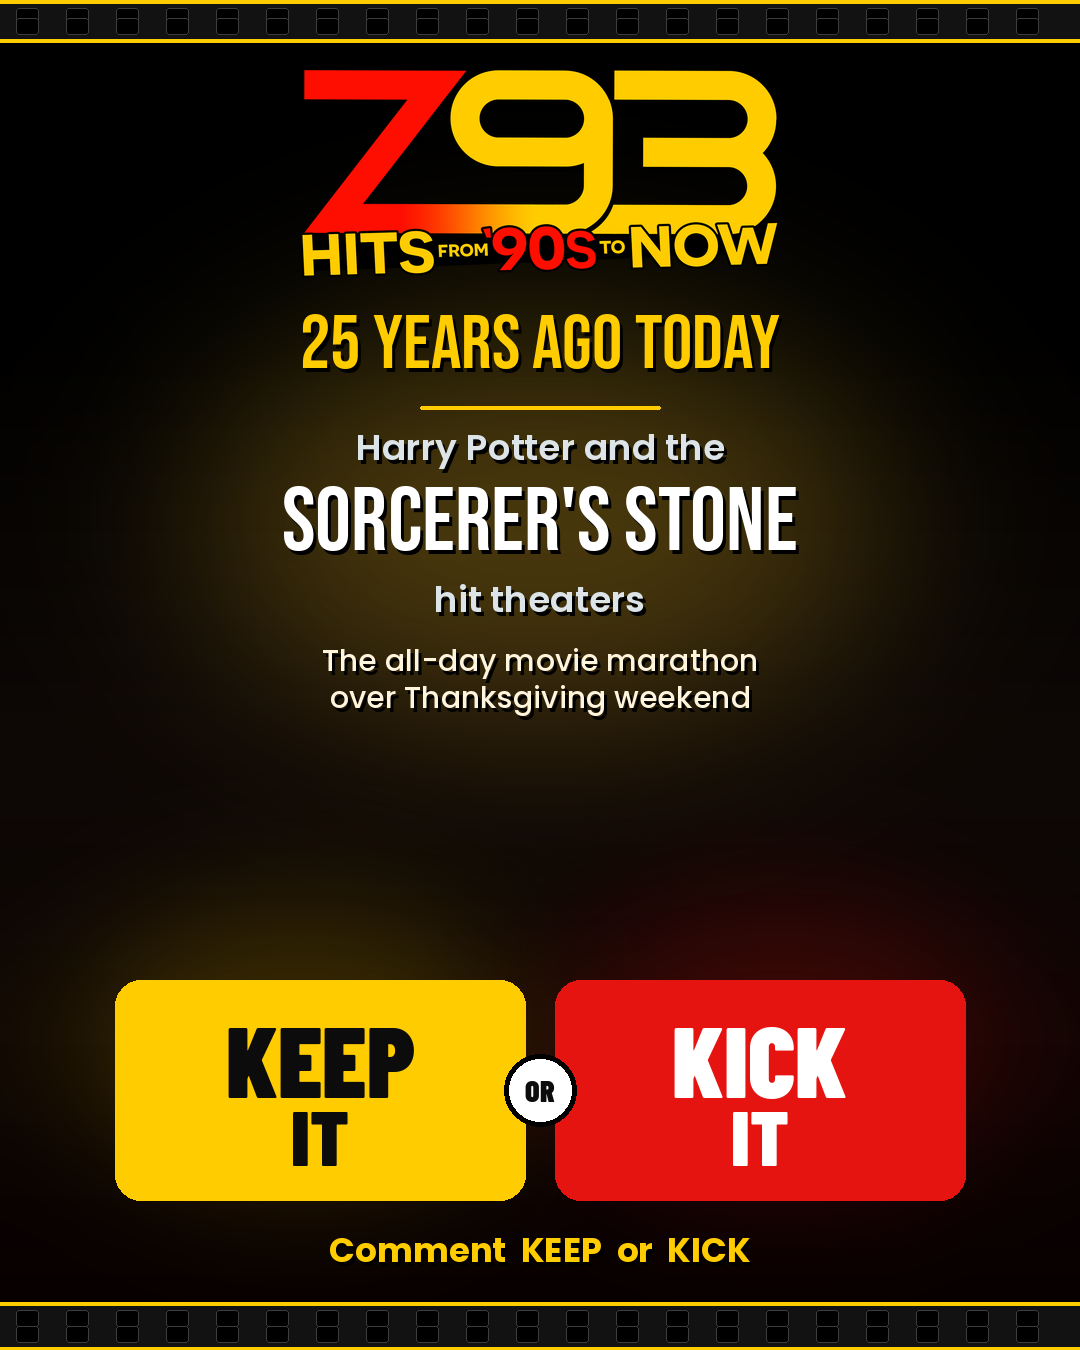 Z93
HITS FROM '90S TO NOW
25 YEARS AGO TODAY
Harry Potter and the
SORCERER'S STONE
hit theaters
The all-day movie marathon
over Thanksgiving weekend
KEEP
IT
OR
KICK
IT
Comment KEEP or KICK